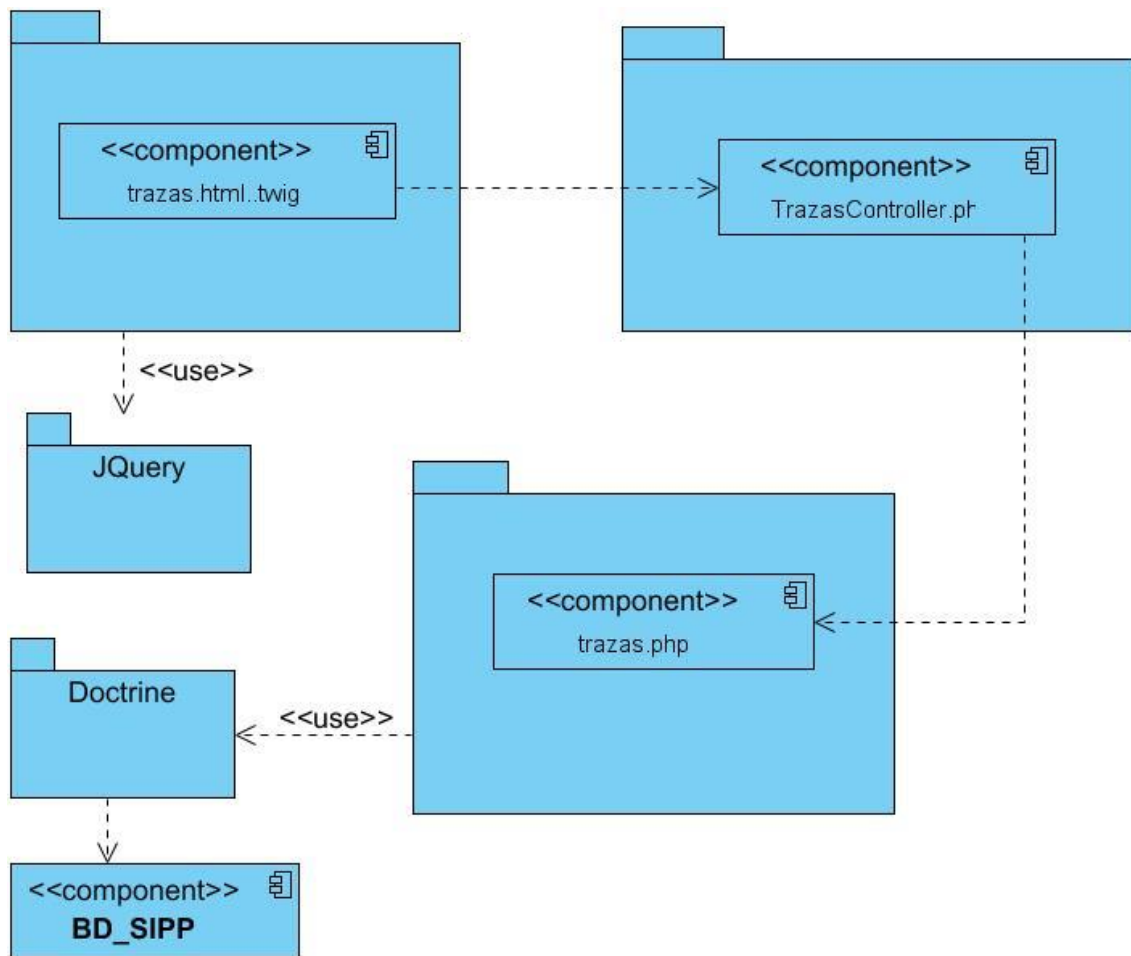 <<component>>
trazas.html..twig
<<component>>
TrazasController.ph
<<use>>
JQuery
<<component>>
trazas.php
Doctrine
<<use>>
<<component>>
BD_SIPP